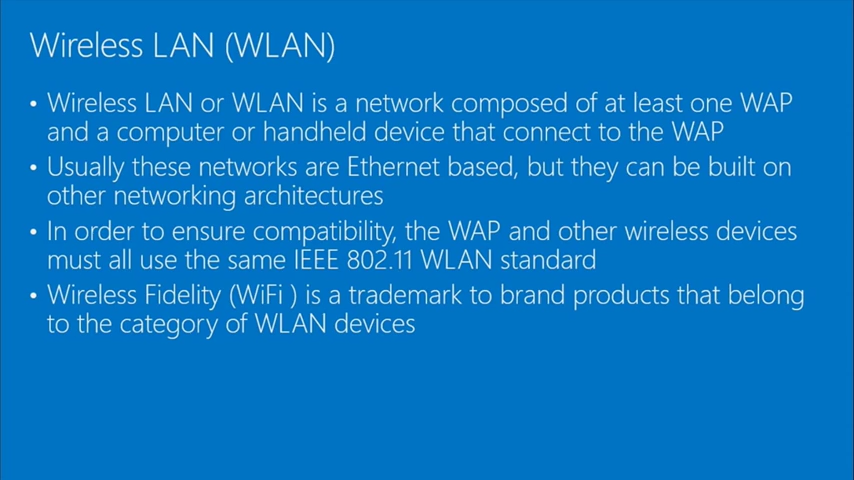 Wireless LAN (WLAN)
• Wireless LAN or WLAN is a network composed of at least one WAP
and a computer or handheld device that connect to the WAP
• Usually these networks are Ethernet based, but they can be built on
other networking architectures
• In order to ensure compatibility, the WAP and other wireless devices
must all use the same IEEE 802.11 WLAN standard
• Wireless Fidelity (WiFi ) is a trademark to brand products that belong
to the category of WLAN devices